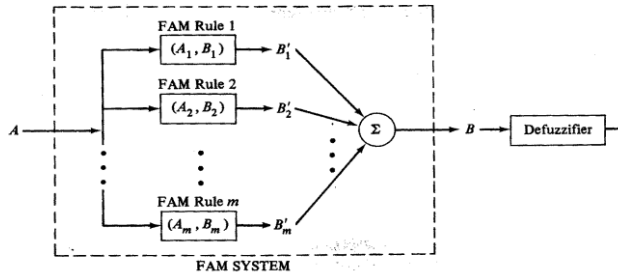 FAM Rule 1
(A₁, B₁)
B′₁
FAM Rule 2
(A₂, B₂)
B′₂
A
Σ
B
Defuzzifier
FAM Rule m
(Aₘ, Bₘ)
B′ₘ
FAM SYSTEM